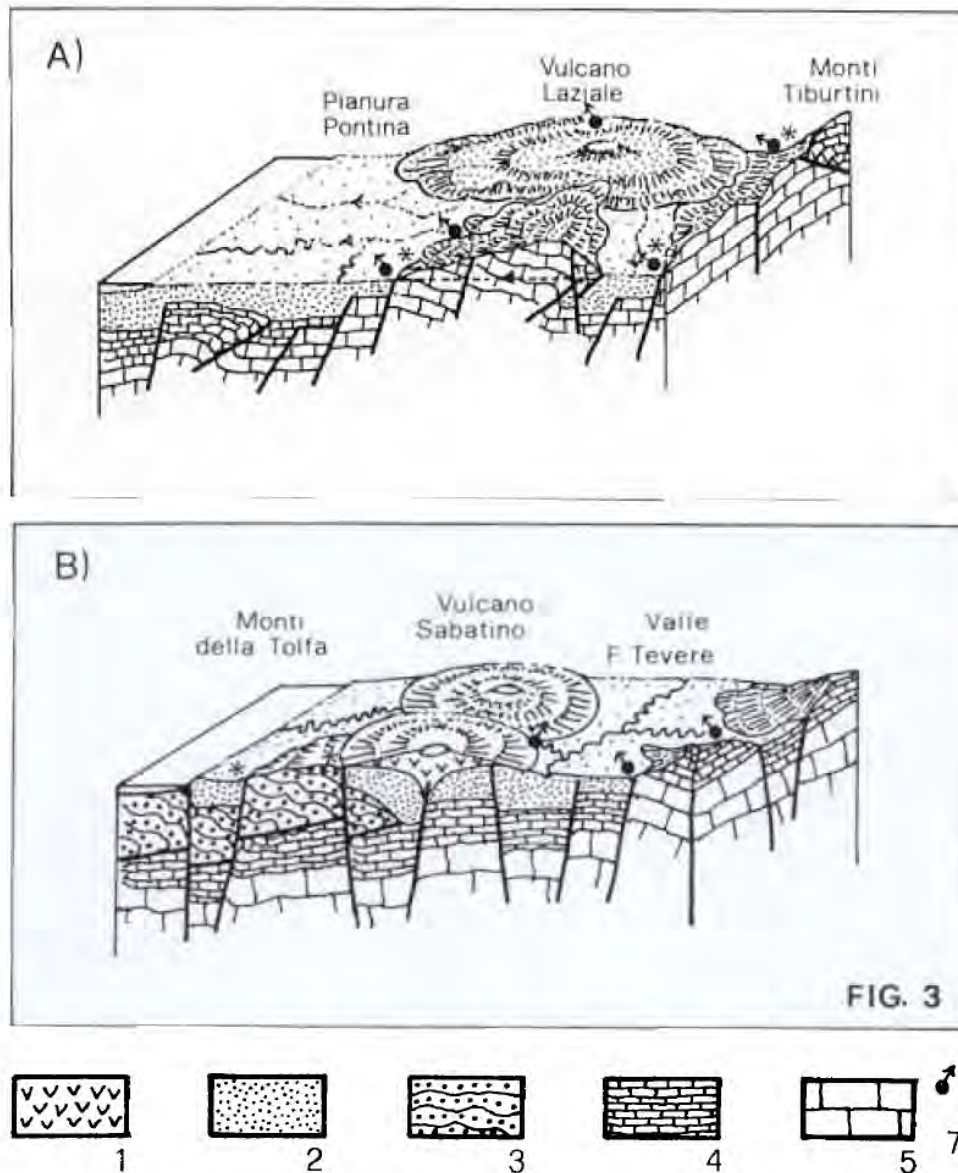 A)
Pianura
Pontina
Vulcano
Laziale
Monti
Tiburtini
*
*
*
B)
Monti
della Tolfa
Vulcano
Sabatino
Valle
F. Tevere
*
FIG. 3
1
2
3
4
5
7